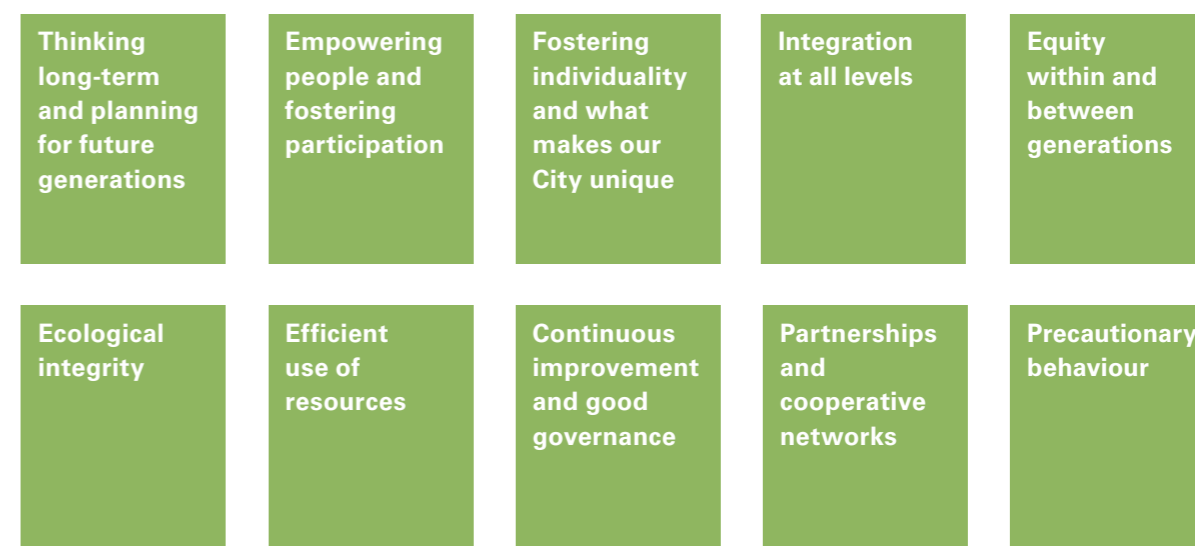 Thinking
long-term
and planning
for future
generations
Empowering
people and
fostering
participation
Fostering
individuality
and what
makes our
City unique
Integration
at all levels
Equity
within and
between
generations
Ecological
integrity
Efficient
use of
resources
Continuous
improvement
and good
governance
Partnerships
and
cooperative
networks
Precautionary
behaviour